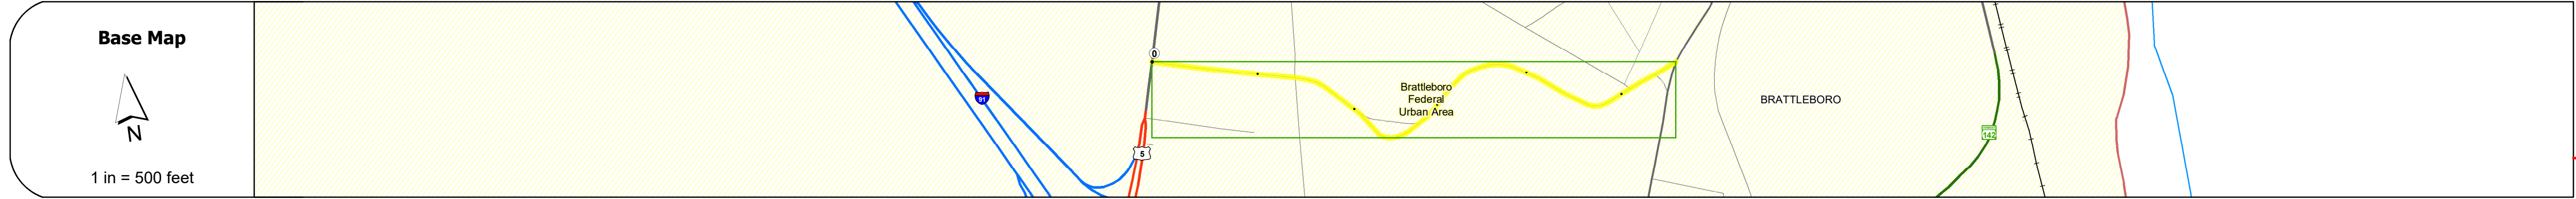 Base Map
N
1 in = 500 feet
91
0
5
Brattleboro
Federal
Urban Area
BRATTLEBORO
142